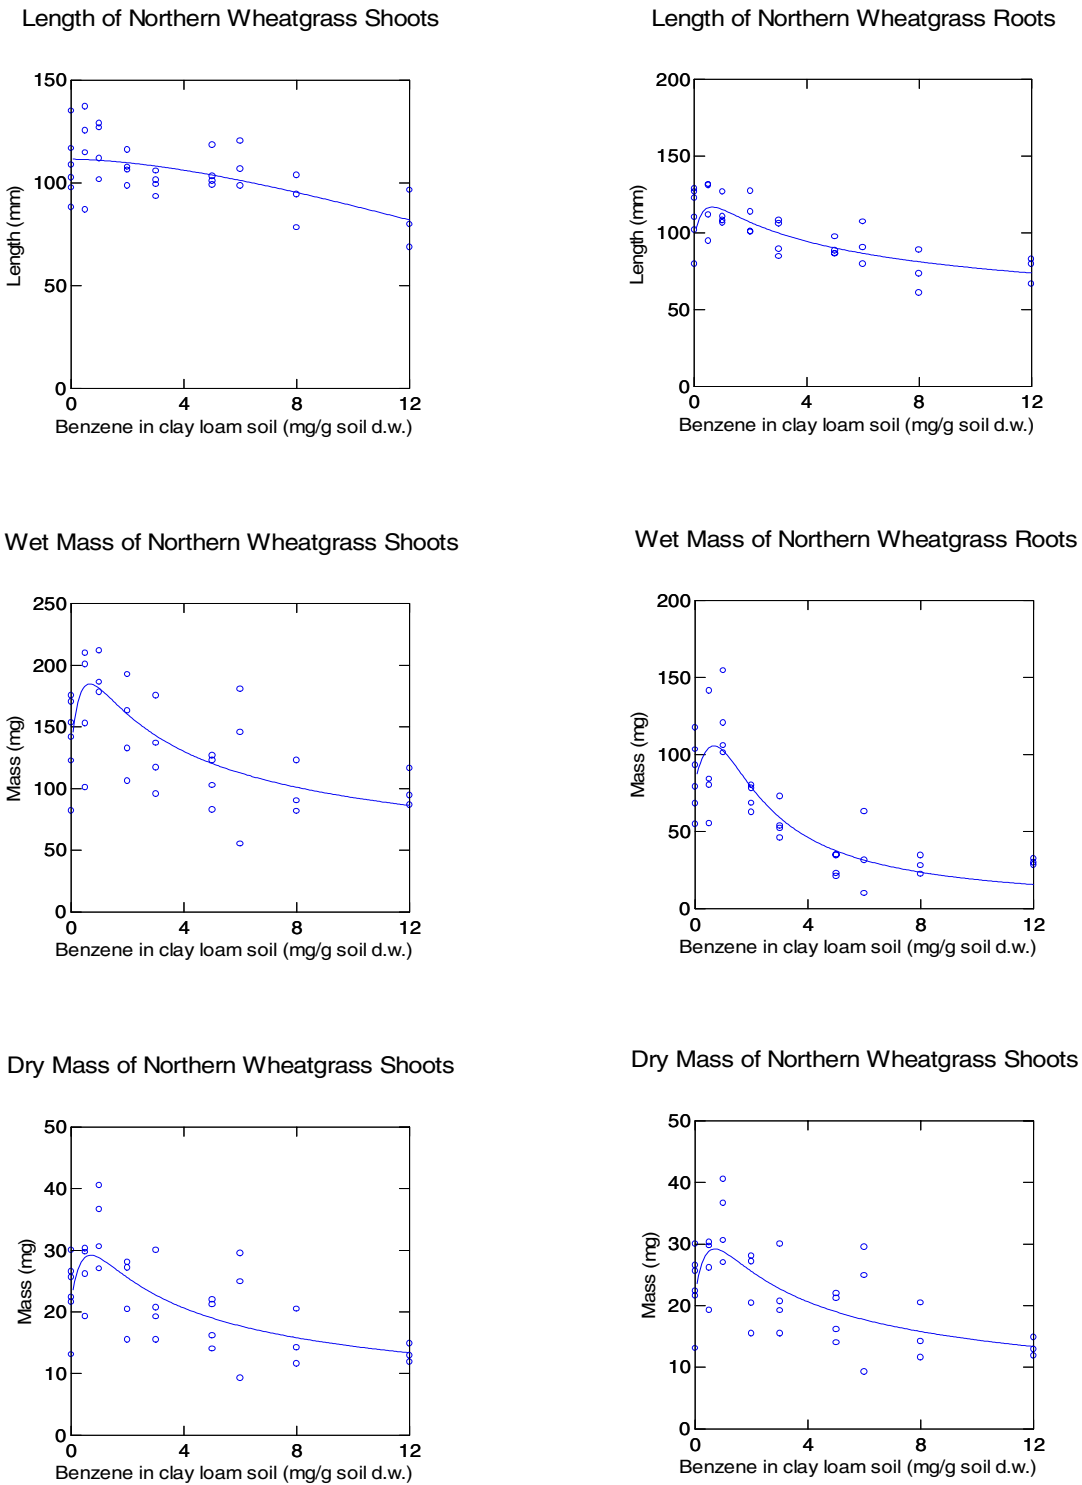 Length of Northern Wheatgrass Shoots
150
100
50
0
Length (mm)
0 4 8 12
Benzene in clay loam soil (mg/g soil d.w.)
Length of Northern Wheatgrass Roots
200
150
100
50
0
Length (mm)
0 4 8 12
Benzene in clay loam soil (mg/g soil d.w.)
Wet Mass of Northern Wheatgrass Shoots
250
200
150
100
50
0
Mass (mg)
0 4 8 12
Benzene in clay loam soil (mg/g soil d.w.)
Wet Mass of Northern Wheatgrass Roots
200
150
100
50
0
Mass (mg)
0 4 8 12
Benzene in clay loam soil (mg/g soil d.w.)
Dry Mass of Northern Wheatgrass Shoots
50
40
30
20
10
0
Mass (mg)
0 4 8 12
Benzene in clay loam soil (mg/g soil d.w.)
Dry Mass of Northern Wheatgrass Shoots
50
40
30
20
10
0
Mass (mg)
0 4 8 12
Benzene in clay loam soil (mg/g soil d.w.)